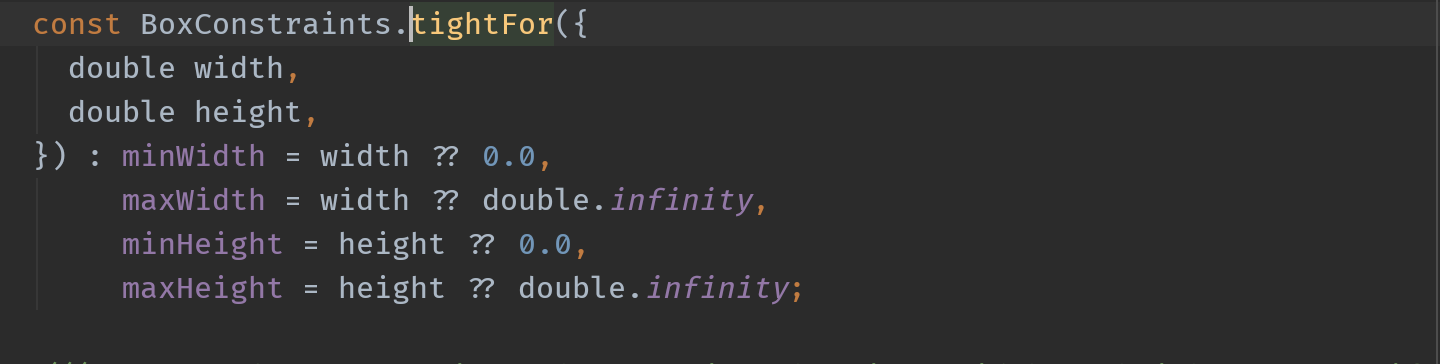 const BoxConstraints.tightFor({
  double width,
  double height,
}) : minWidth = width ?? 0.0,
     maxWidth = width ?? double.infinity,
     minHeight = height ?? 0.0,
     maxHeight = height ?? double.infinity;